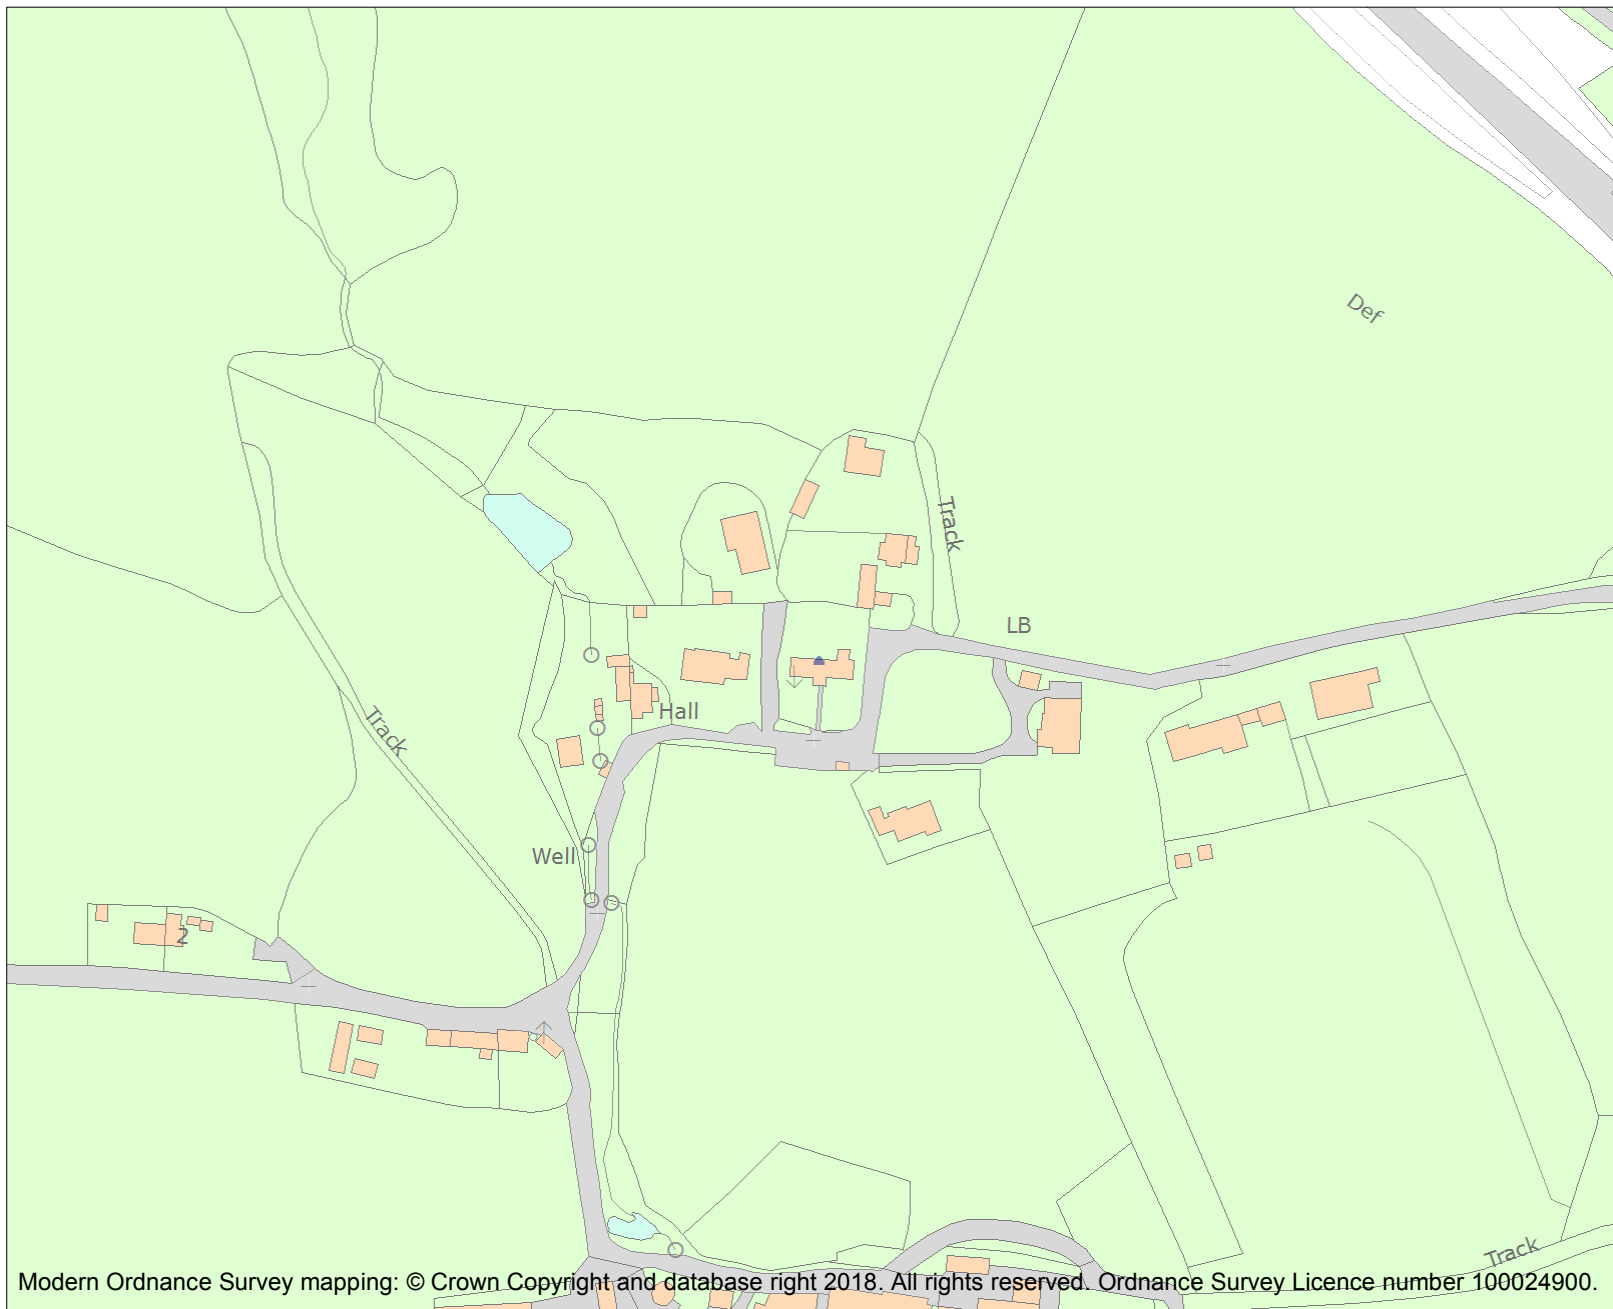 Def
Track
LB
Track
Hall
Well
2
Track
Modern Ordnance Survey mapping: © Crown Copyright and database right 2018. All rights reserved. Ordnance Survey Licence number 100024900.